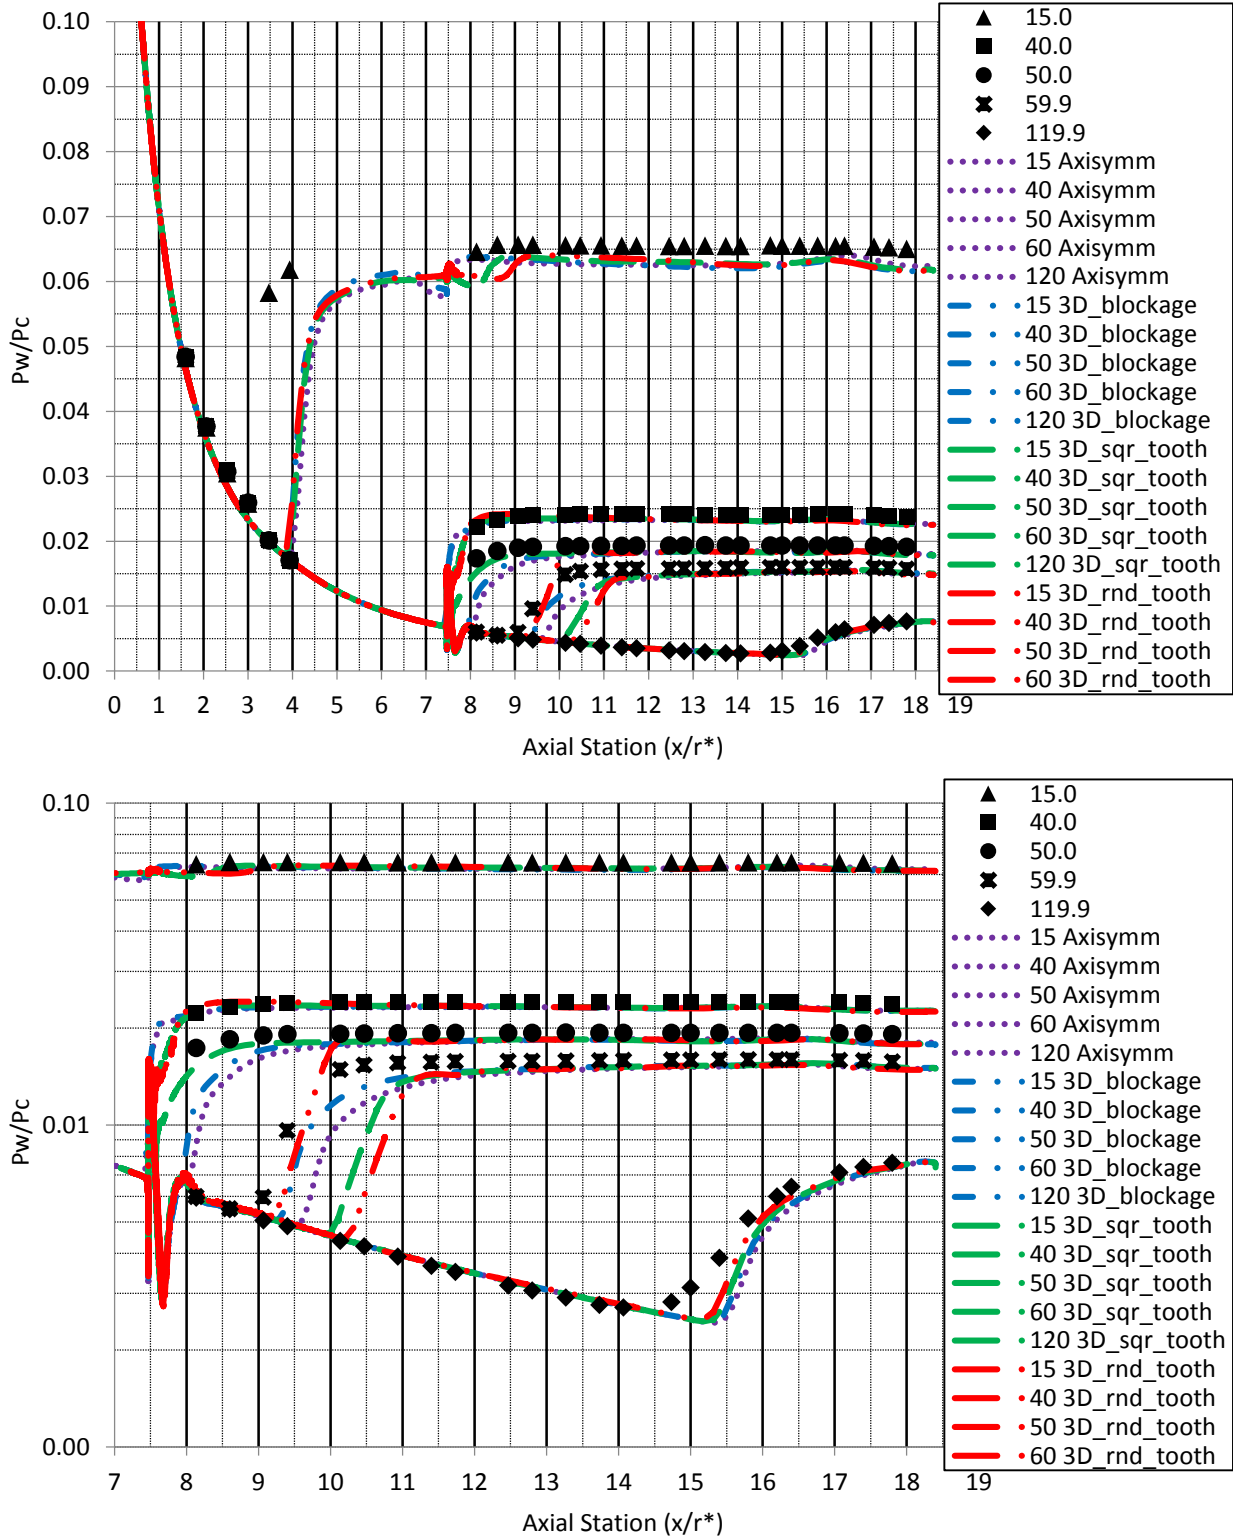 0.10
0.09
0.08
0.07
0.06
0.05
0.04
0.03
0.02
0.01
0.00
Pw/Pc
0 1 2 3 4 5 6 7 8 9 10 11 12 13 14 15 16 17 18 19
Axial Station (x/r*)
15.0
40.0
50.0
59.9
119.9
15 Axisymm
40 Axisymm
50 Axisymm
60 Axisymm
120 Axisymm
15 3D_blockage
40 3D_blockage
50 3D_blockage
60 3D_blockage
120 3D_blockage
15 3D_sqr_tooth
40 3D_sqr_tooth
50 3D_sqr_tooth
60 3D_sqr_tooth
120 3D_sqr_tooth
15 3D_rnd_tooth
40 3D_rnd_tooth
50 3D_rnd_tooth
60 3D_rnd_tooth
0.10
0.01
0.00
Pw/Pc
7 8 9 10 11 12 13 14 15 16 17 18 19
Axial Station (x/r*)
15.0
40.0
50.0
59.9
119.9
15 Axisymm
40 Axisymm
50 Axisymm
60 Axisymm
120 Axisymm
15 3D_blockage
40 3D_blockage
50 3D_blockage
60 3D_blockage
120 3D_blockage
15 3D_sqr_tooth
40 3D_sqr_tooth
50 3D_sqr_tooth
60 3D_sqr_tooth
120 3D_sqr_tooth
15 3D_rnd_tooth
40 3D_rnd_tooth
50 3D_rnd_tooth
60 3D_rnd_tooth